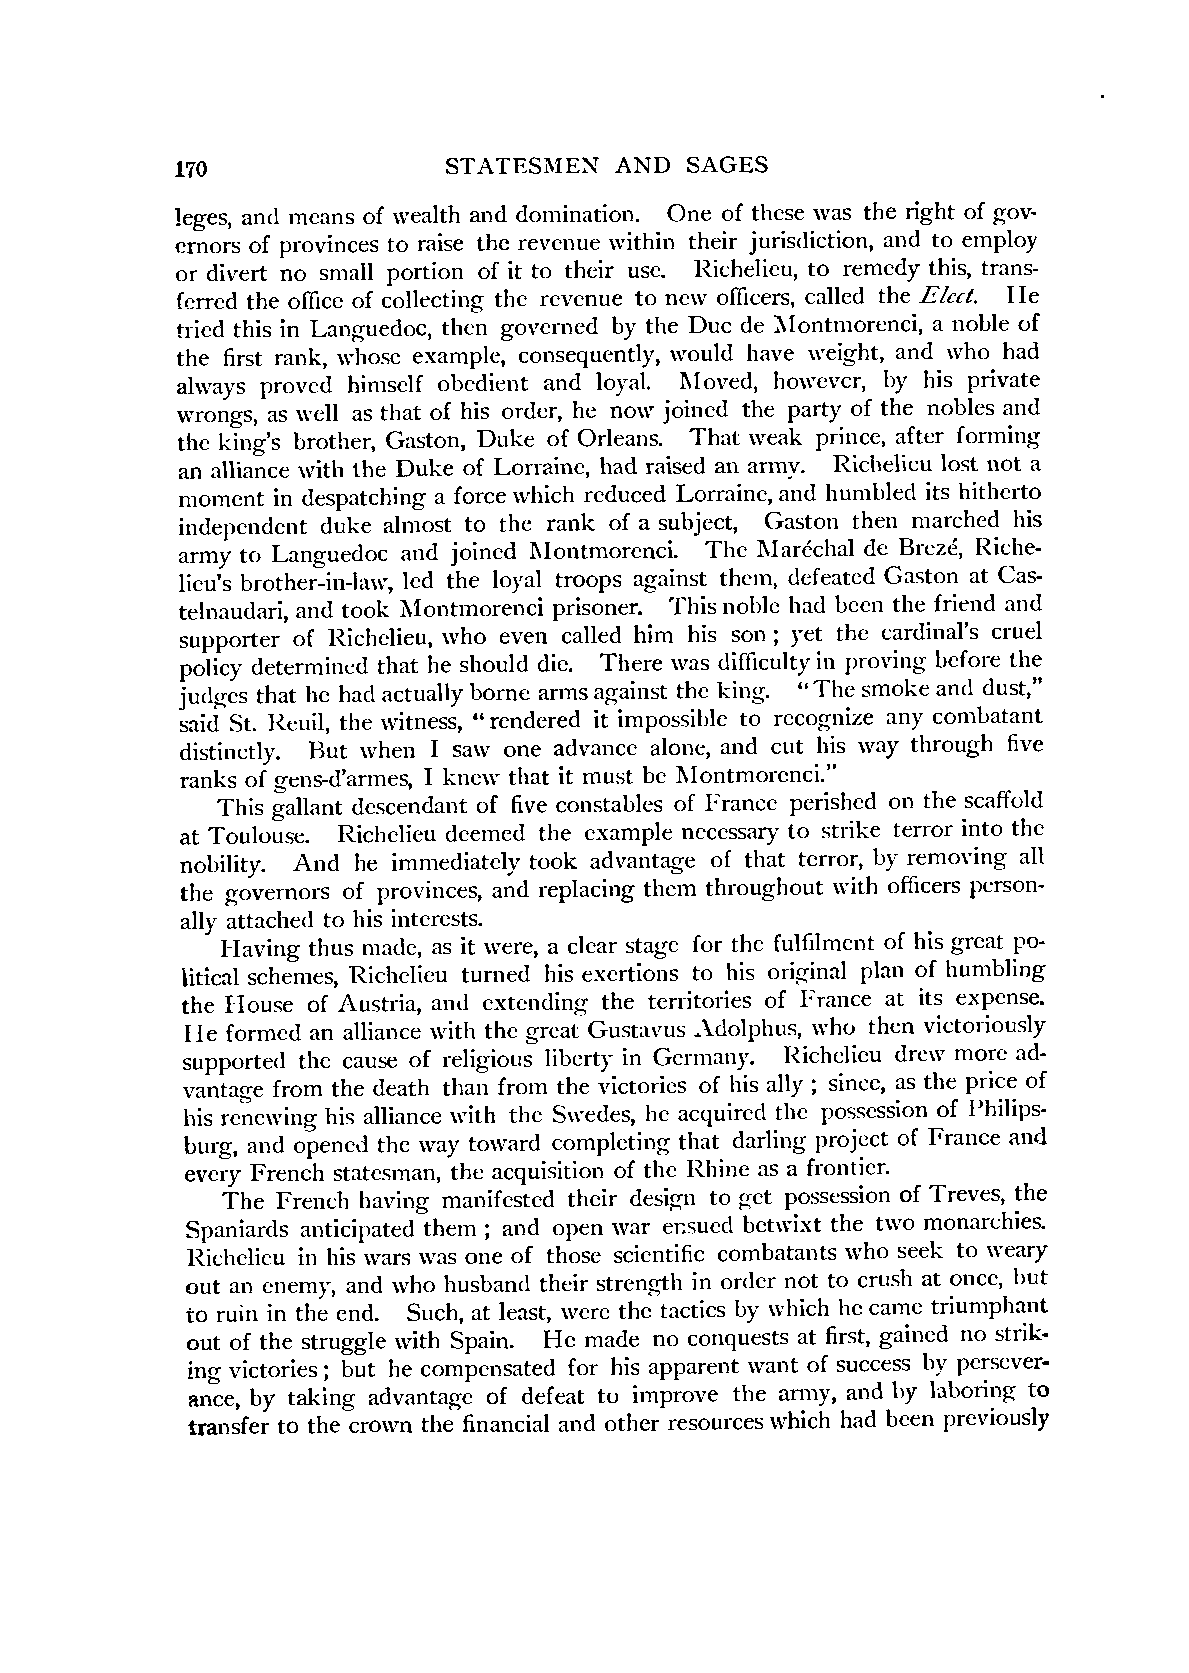 170 STATESMEN AND SAGES
leges, and means of wealth and domination. One of these was the right of gov-
ernors of provinces to raise the revenue within their jurisdiction, and to employ
or divert no small portion of it to their use. Richelieu, to remedy this, trans-
ferred the office of collecting the revenue to new officers, called the Elect. He
tried this in Languedoc, then governed by the Duc de Montmorenci, a noble of
the first rank, whose example, consequently, would have weight, and who had
always proved himself obedient and loyal. Moved, however, by his private
wrongs, as well as that of his order, he now joined the party of the nobles and
the king's brother, Gaston, Duke of Orleans. That weak prince, after forming
an alliance with the Duke of Lorraine, had raised an army. Richelieu lost not a
moment in despatching a force which reduced Lorraine, and humbled its hitherto
independent duke almost to the rank of a subject, Gaston then marched his
army to Languedoc and joined Montmorenci. The Maréchal de Brezé, Riche-
lieu's brother-in-law, led the loyal troops against them, defeated Gaston at Cas-
telnaudari, and took Montmorenci prisoner. This noble had been the friend and
supporter of Richelieu, who even called him his son ; yet the cardinal's cruel
policy determined that he should die. There was difficulty in proving before the
judges that he had actually borne arms against the king. "The smoke and dust,"
said St. Reuil, the witness, "rendered it impossible to recognize any combatant
distinctly. But when I saw one advance alone, and cut his way through five
ranks of gens-d'armes, I knew that it must be Montmorenci."
This gallant descendant of five constables of France perished on the scaffold
at Toulouse. Richelieu deemed the example necessary to strike terror into the
nobility. And he immediately took advantage of that terror, by removing all
the governors of provinces, and replacing them throughout with officers person-
ally attached to his interests.
Having thus made, as it were, a clear stage for the fulfilment of his great po-
litical schemes, Richelieu turned his exertions to his original plan of humbling
the House of Austria, and extending the territories of France at its expense.
He formed an alliance with the great Gustavus Adolphus, who then victoriously
supported the cause of religious liberty in Germany. Richelieu drew more ad-
vantage from the death than from the victories of his ally ; since, as the price of
his renewing his alliance with the Swedes, he acquired the possession of Philips-
burg, and opened the way toward completing that darling project of France and
every French statesman, the acquisition of the Rhine as a frontier.
The French having manifested their design to get possession of Treves, the
Spaniards anticipated them ; and open war ensued betwixt the two monarchies.
Richelieu in his wars was one of those scientific combatants who seek to weary
out an enemy, and who husband their strength in order not to crush at once, but
to ruin in the end. Such, at least, were the tactics by which he came triumphant
out of the struggle with Spain. He made no conquests at first, gained no strik-
ing victories ; but he compensated for his apparent want of success by persever-
ance, by taking advantage of defeat to improve the army, and by laboring to
transfer to the crown the financial and other resources which had been previously